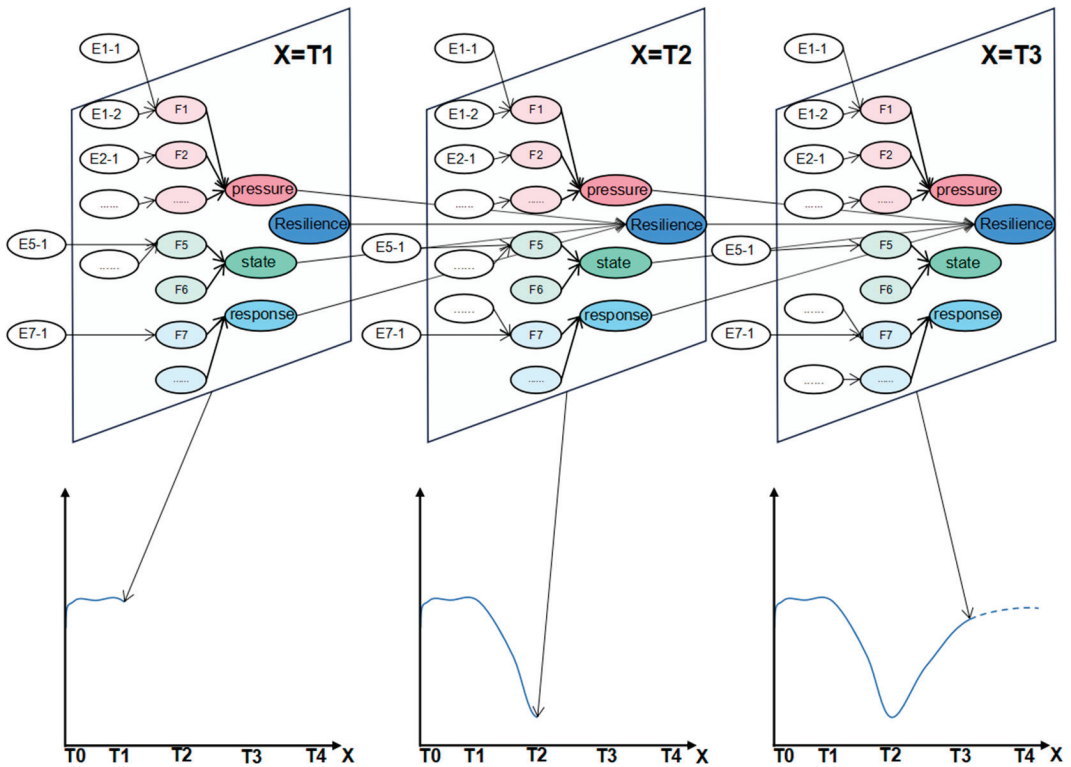 X=T1
E1-1
E1-2
F1
E2-1
F2
......
......
pressure
Resilience
E5-1
F5
......
state
F6
response
E7-1
F7
......
X=T2
E1-1
E1-2
F1
E2-1
F2
......
......
pressure
Resilience
E5-1
F5
......
state
F6
......
response
E7-1
F7
......
X=T3
E1-1
E1-2
F1
E2-1
F2
......
......
pressure
Resilience
E5-1
F5
state
F6
......
response
E7-1
F7
......
......
T0 T1 T2 T3 T4 X
T0 T1 T2 T3 T4 X
T0 T1 T2 T3 T4 X